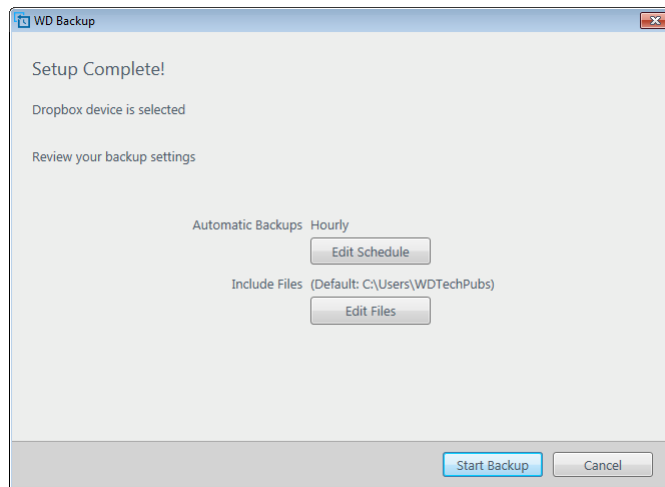 WD Backup
Setup Complete!
Dropbox device is selected
Review your backup settings
Automatic Backups Hourly
Edit Schedule
Include Files (Default: C:\Users\WDTechPubs)
Edit Files
Start Backup Cancel